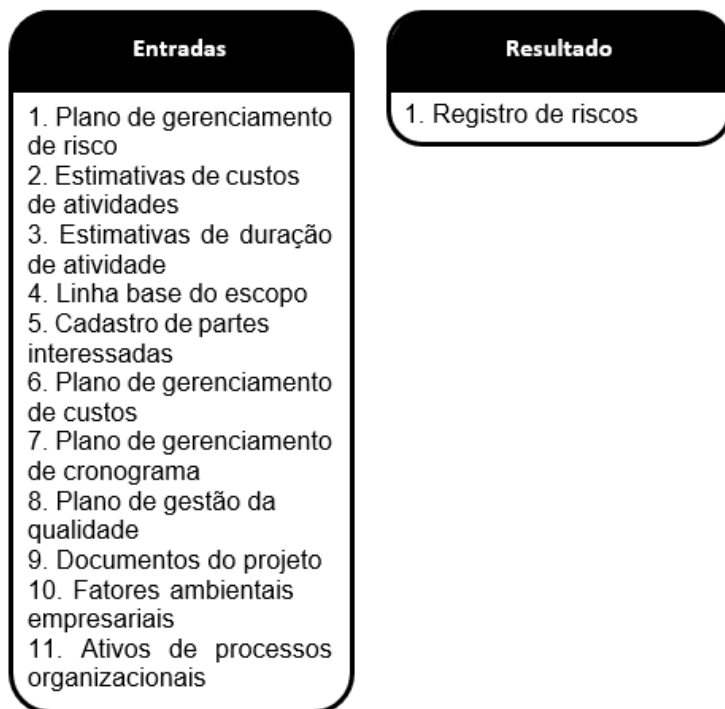 Entradas
1. Plano de gerenciamento
de risco
2. Estimativas de custos
de atividades
3. Estimativas de duração
de atividade
4. Linha base do escopo
5. Cadastro de partes
interessadas
6. Plano de gerenciamento
de custos
7. Plano de gerenciamento
de cronograma
8. Plano de gestão da
qualidade
9. Documentos do projeto
10. Fatores ambientais
empresariais
11. Ativos de processos
organizacionais
Resultado
1. Registro de riscos